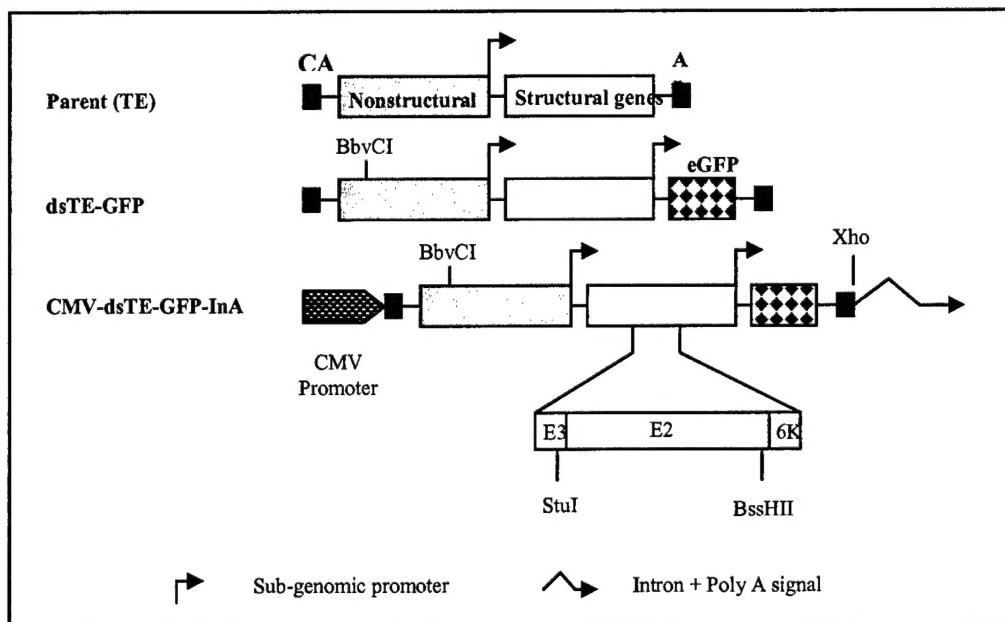 CA
A
Parent (TE)
Nonstructural
Structural genes
BbvCI
eGFP
dsTE-GFP
BbvCI
Xho
CMV-dsTE-GFP-InA
CMV
Promoter
E3
E2
6K
StuI
BssHII
Sub-genomic promoter
Intron + Poly A signal